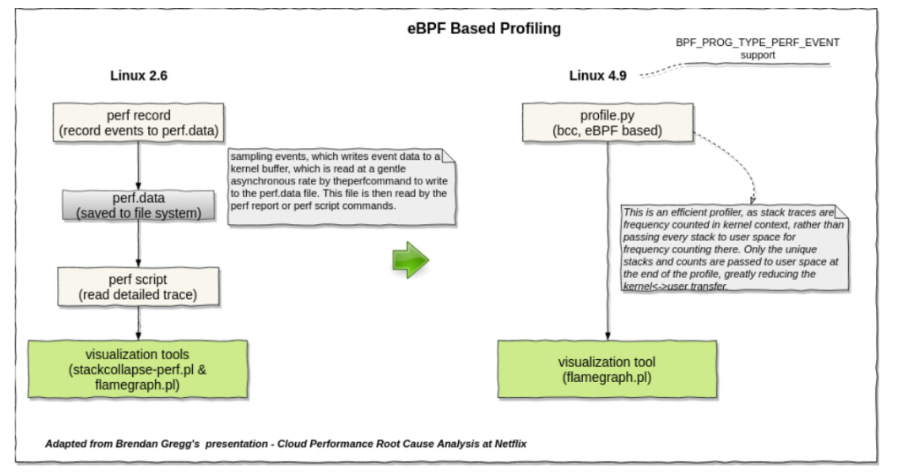 eBPF Based Profiling
BPF_PROG_TYPE_PERF_EVENT
support
Linux 2.6
Linux 4.9
perf record
(record events to perf.data)
sampling events, which writes event data to a
kernel buffer, which is read at a gentle
asynchronous rate by theperfcommand to write
to the perf.data file. This file is then read by the
perf report or perf script commands.
perf.data
(saved to file system)
perf script
(read detailed trace)
visualization tools
(stackcollapse-perf.pl &
flamegraph.pl)
profile.py
(bcc, eBPF based)
This is an efficient profiler, as stack traces are
frequency counted in kernel context, rather than
passing every stack to user space for
frequency counting there. Only the unique
stacks and counts are passed to user space at
the end of the profile, greatly reducing the
kernel<->user transfer.
visualization tool
(flamegraph.pl)
Adapted from Brendan Gregg's presentation - Cloud Performance Root Cause Analysis at Netflix